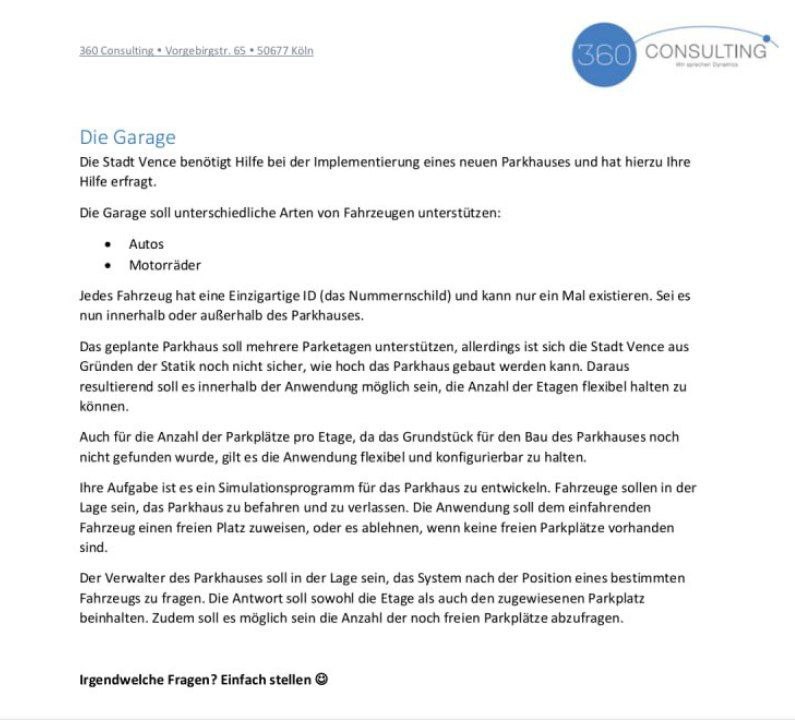 360 Consulting • Vorgebirgstr. 65 • 50677 Köln
360 CONSULTING
Wir sprechen Dynamics
Die Garage
Die Stadt Vence benötigt Hilfe bei der Implementierung eines neuen Parkhauses und hat hierzu Ihre
Hilfe erfragt.
Die Garage soll unterschiedliche Arten von Fahrzeugen unterstützen:
• Autos
• Motorräder
Jedes Fahrzeug hat eine Einzigartige ID (das Nummernschild) und kann nur ein Mal existieren. Sei es
nun innerhalb oder außerhalb des Parkhauses.
Das geplante Parkhaus soll mehrere Parketagen unterstützen, allerdings ist sich die Stadt Vence aus
Gründen der Statik noch nicht sicher, wie hoch das Parkhaus gebaut werden kann. Daraus
resultierend soll es innerhalb der Anwendung möglich sein, die Anzahl der Etagen flexibel halten zu
können.
Auch für die Anzahl der Parkplätze pro Etage, da das Grundstück für den Bau des Parkhauses noch
nicht gefunden wurde, gilt es die Anwendung flexibel und konfigurierbar zu halten.
Ihre Aufgabe ist es ein Simulationsprogramm für das Parkhaus zu entwickeln. Fahrzeuge sollen in der
Lage sein, das Parkhaus zu befahren und zu verlassen. Die Anwendung soll dem einfahrenden
Fahrzeug einen freien Platz zuweisen, oder es ablehnen, wenn keine freien Parkplätze vorhanden
sind.
Der Verwalter des Parkhauses soll in der Lage sein, das System nach der Position eines bestimmten
Fahrzeugs zu fragen. Die Antwort soll sowohl die Etage als auch den zugewiesenen Parkplatz
beinhalten. Zudem soll es möglich sein die Anzahl der noch freien Parkplätze abzufragen.
Irgendwelche Fragen? Einfach stellen ☺